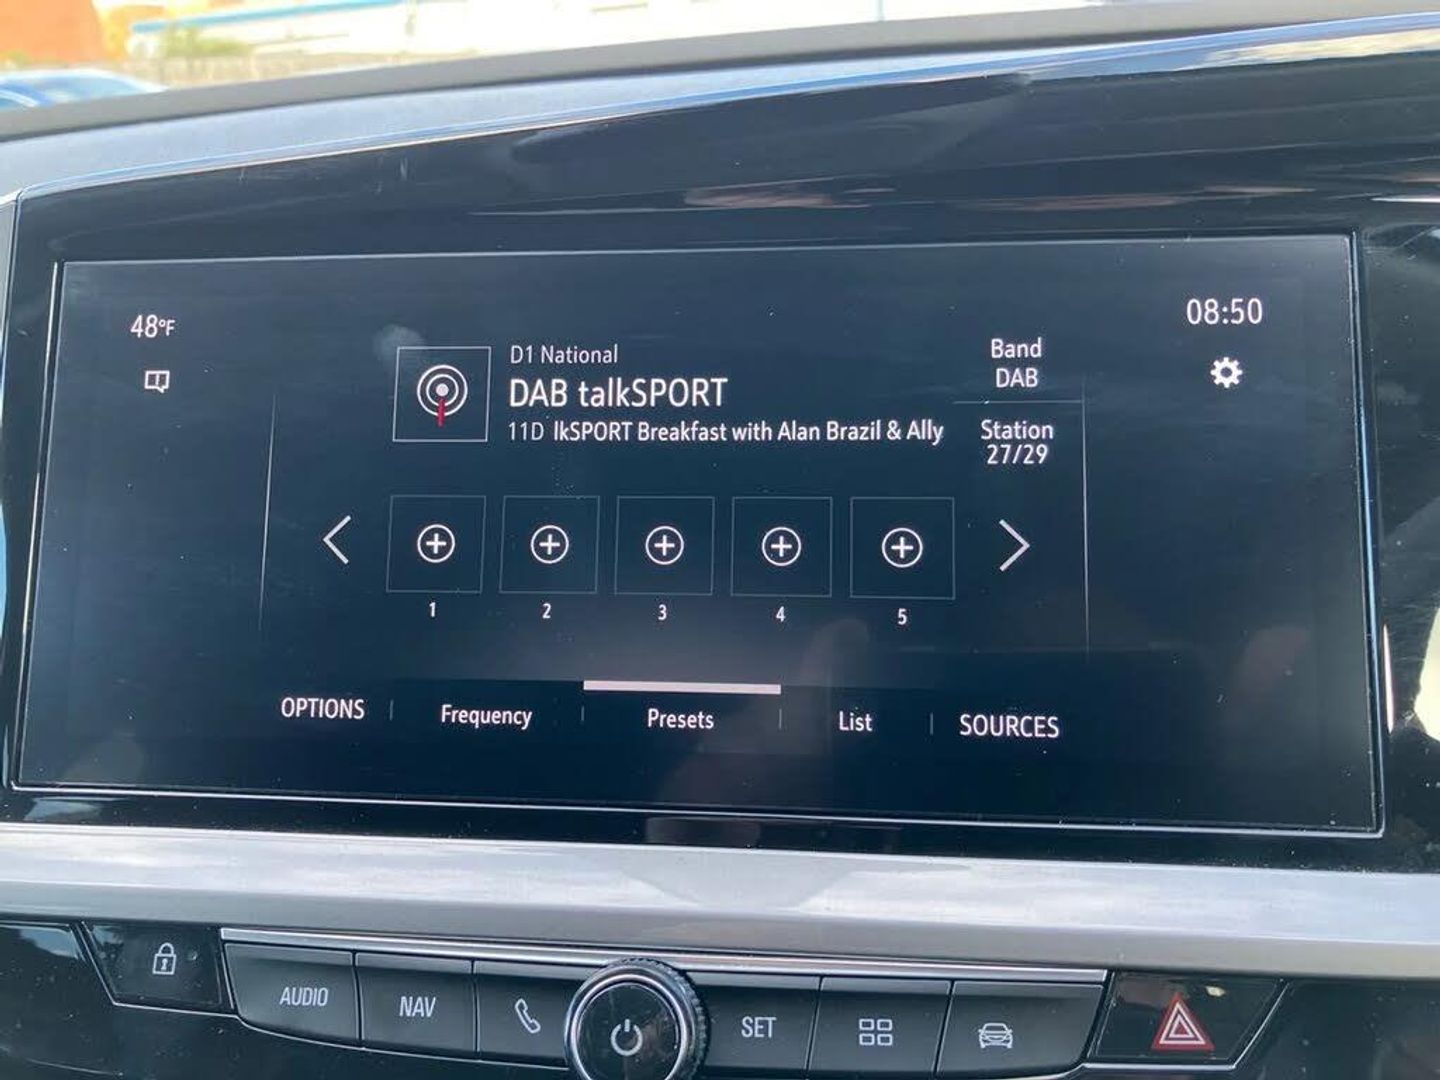 48°F
08:50
D1 National
DAB talkSPORT
11D lkSPORT Breakfast with Alan Brazil & Ally
Band
DAB
Station
27/29
1
2
3
4
5
OPTIONS
Frequency
Presets
List
SOURCES
AUDIO
NAV
SET